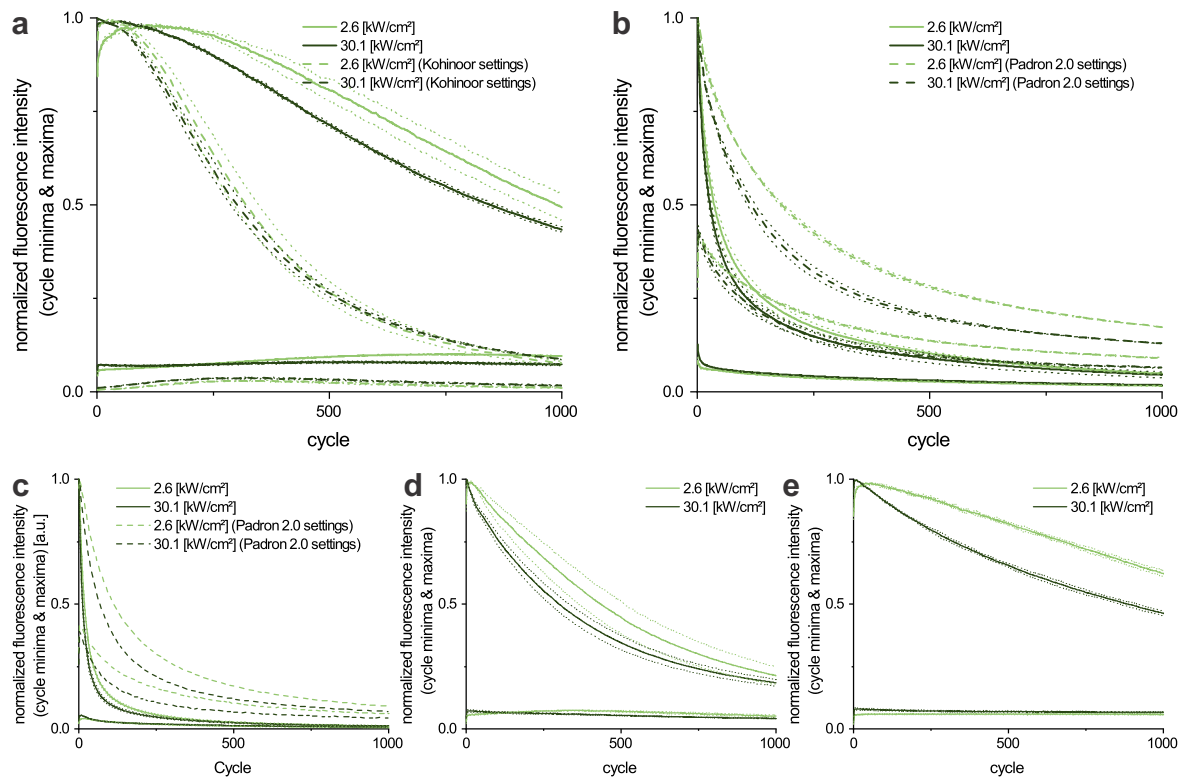 a
normalized fluorescence intensity
(cycle minima & maxima)
1.0
0.5
0.0
0
500
1000
cycle
2.6 [kW/cm²]
30.1 [kW/cm²]
2.6 [kW/cm²] (Kohinoor settings)
30.1 [kW/cm²] (Kohinoor settings)
b
normalized fluorescence intensity
(cycle minima & maxima)
1.0
0.5
0.0
0
500
1000
cycle
2.6 [kW/cm²]
30.1 [kW/cm²]
2.6 [kW/cm²] (Padron 2.0 settings)
30.1 [kW/cm²] (Padron 2.0 settings)
c
normalized fluorescence intensity
(cycle minima & maxima) [a.u.]
1.0
0.5
0.0
0
500
1000
Cycle
2.6 [kW/cm²]
30.1 [kW/cm²]
2.6 [kW/cm²] (Padron 2.0 settings)
30.1 [kW/cm²] (Padron 2.0 settings)
d
normalized fluorescence intensity
(cycle minima & maxima)
1.0
0.5
0.0
0
500
1000
cycle
2.6 [kW/cm²]
30.1 [kW/cm²]
e
normalized fluorescence intensity
(cycle minima & maxima)
1.0
0.5
0.0
0
500
1000
cycle
2.6 [kW/cm²]
30.1 [kW/cm²]